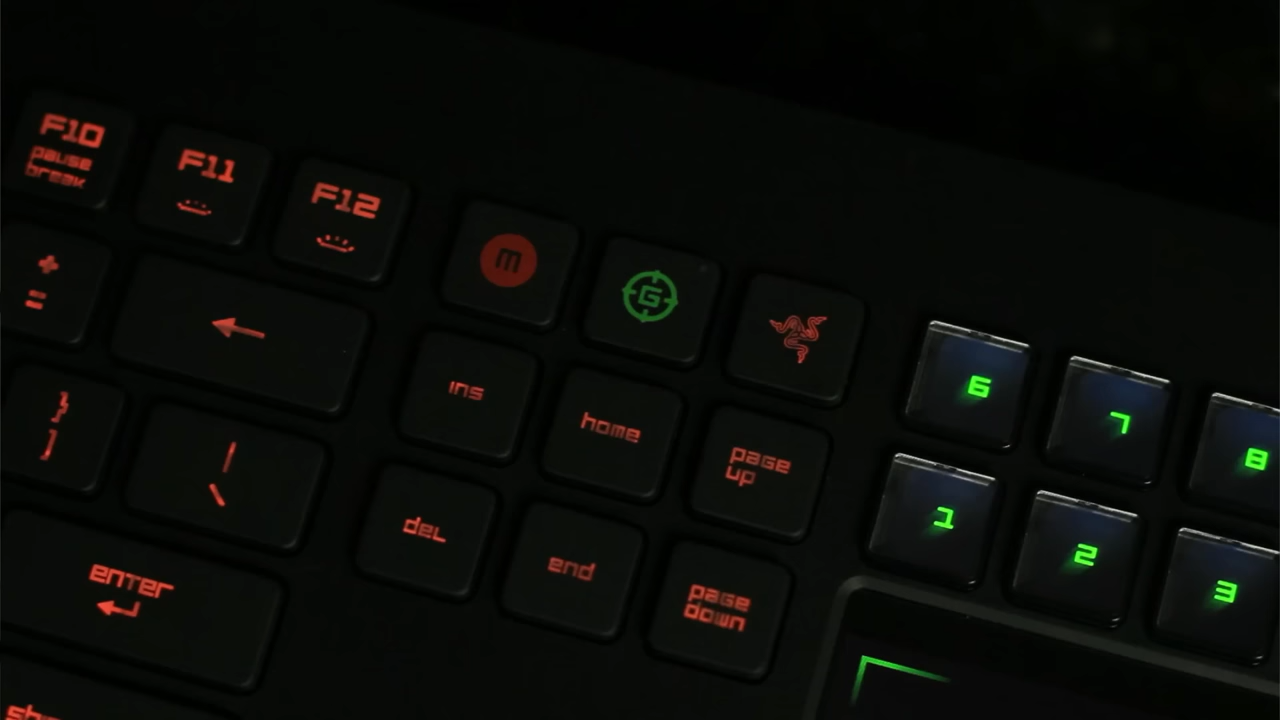 F10
pause
break
F11
F12
+
=
m
G
6
7
8
ins
home
page
up
}
]
|
\
1
2
3
del
end
page
down
enter